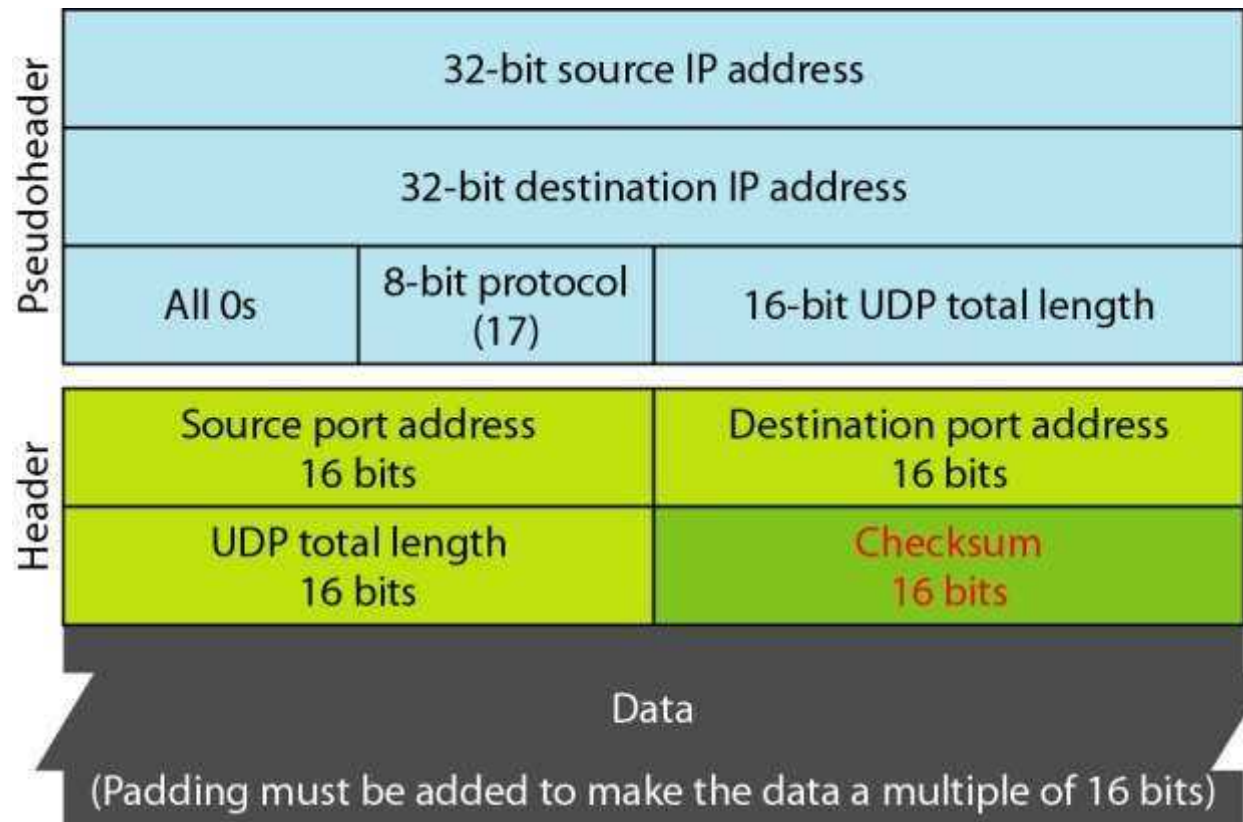 Pseudoheader
32-bit source IP address
32-bit destination IP address
All 0s
8-bit protocol
(17)
16-bit UDP total length
Header
Source port address
16 bits
Destination port address
16 bits
UDP total length
16 bits
Checksum
16 bits
Data
(Padding must be added to make the data a multiple of 16 bits)